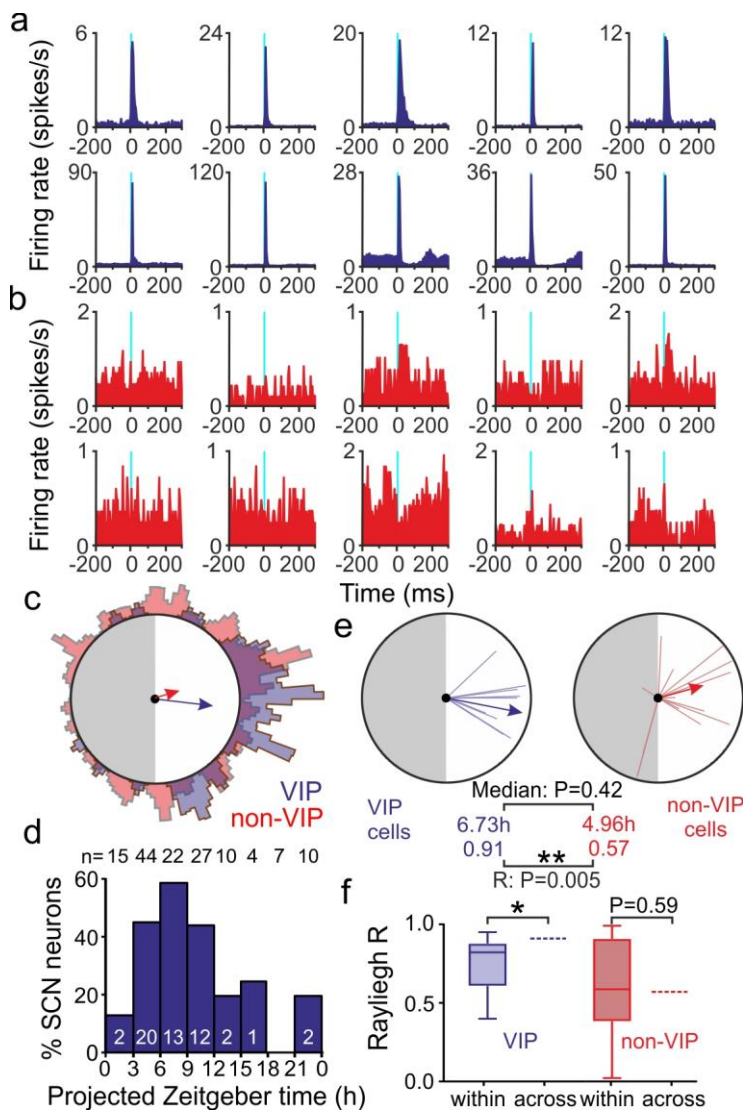 a
6 24 20 12 12
0 0 0 0 0
-200 0 200 -200 0 200 -200 0 200 -200 0 200 -200 0 200
90 120 28 36 50
0 0 0 0 0
-200 0 200 -200 0 200 -200 0 200 -200 0 200 -200 0 200
Firing rate (spikes/s)
b
2 1 1 1 2
0 0 0 0 0
-200 0 200 -200 0 200 -200 0 200 -200 0 200 -200 0 200
1 1 1 2 1
0 0 0 0 0
-200 0 200 -200 0 200 -200 0 200 -200 0 200 -200 0 200
Firing rate (spikes/s)
Time (ms)
c
VIP
non-VIP
d
n= 15 44 22 27 10 4 7 10
60
40
20
0
2 20 13 12 2 1 2
0 3 6 9 12 15 18 21 0
% SCN neurons
Projected Zeitgeber time (h)
e
VIP
cells
non-VIP
cells
Median: P=0.42
6.73h 4.96h
0.91 0.57
**
R: P=0.005
f
* P=0.59
1.0
0.5
0
Rayliegh R
VIP non-VIP
within across within across